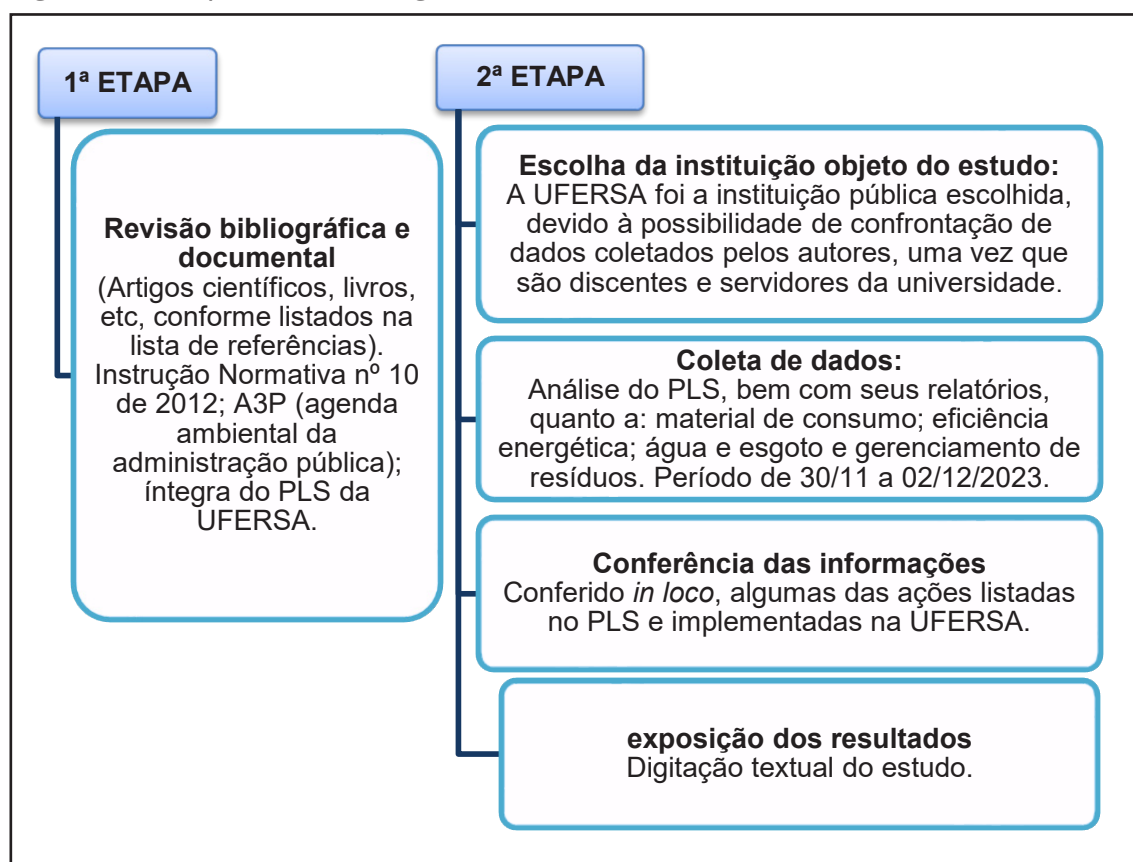 1ª ETAPA
Revisão bibliográfica e
documental
(Artigos científicos, livros,
etc, conforme listados na
lista de referências).
Instrução Normativa nº 10
de 2012; A3P (agenda
ambiental da
administração pública);
íntegra do PLS da
UFERSA.
2ª ETAPA
Escolha da instituição objeto do estudo:
A UFERSA foi a instituição pública escolhida,
devido à possibilidade de confrontação de
dados coletados pelos autores, uma vez que
são discentes e servidores da universidade.
Coleta de dados:
Análise do PLS, bem com seus relatórios,
quanto a: material de consumo; eficiência
energética; água e esgoto e gerenciamento de
resíduos. Período de 30/11 a 02/12/2023.
Conferência das informações
Conferido in loco, algumas das ações listadas
no PLS e implementadas na UFERSA.
exposição dos resultados
Digitação textual do estudo.